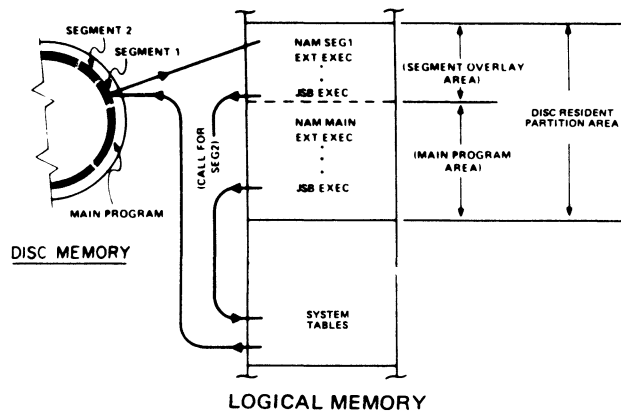 SEGMENT 2
SEGMENT 1
MAIN PROGRAM
DISC MEMORY
(CALL FOR
SEG2)
NAM SEG1
EXT EXEC
JSB EXEC
NAM MAIN
EXT EXEC
JSB EXEC
SYSTEM
TABLES
(SEGMENT OVERLAY
AREA)
(MAIN PROGRAM
AREA)
DISC RESIDENT
PARTITION AREA
LOGICAL MEMORY